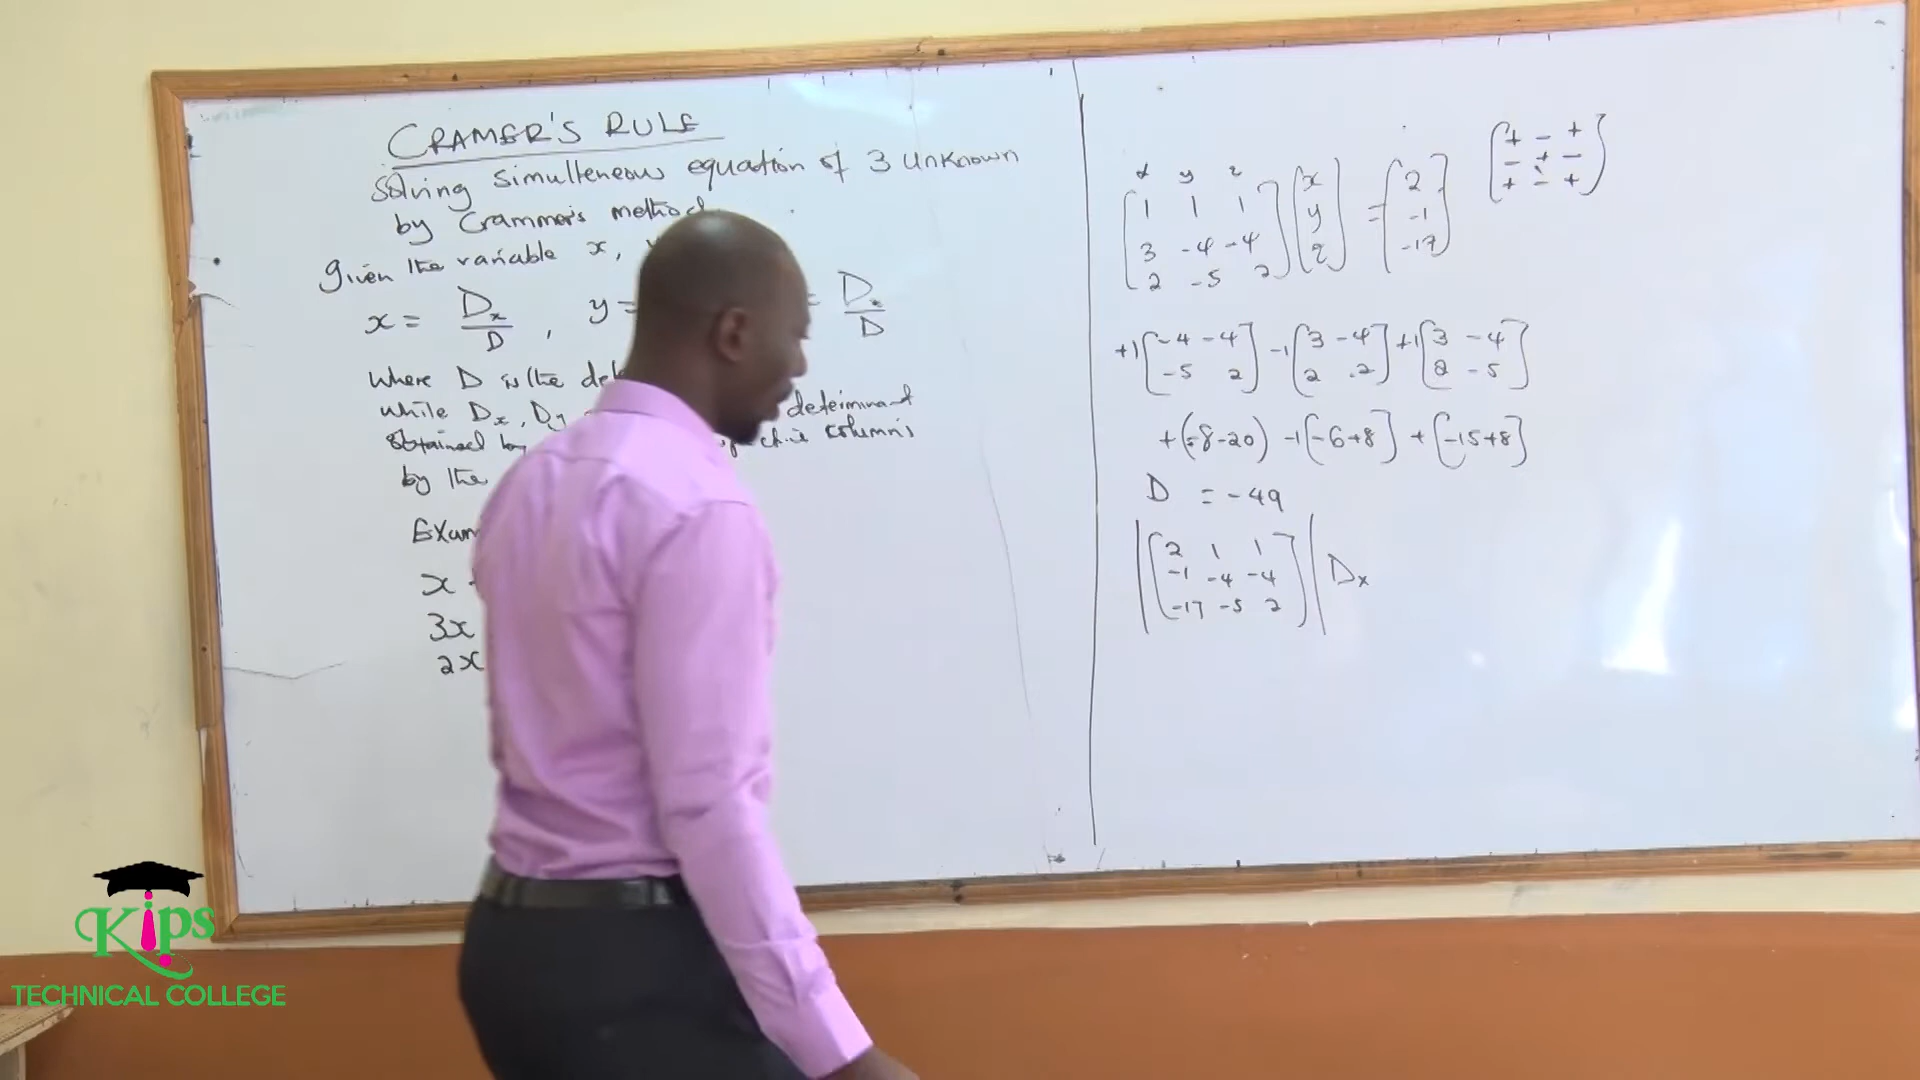 CRAMER'S RULE
Solving simulteneous equation of 3 unknown
by Crammer's method
Given the variable x,
x = Dx/D , y = = Dz/D
Where D is the det
while Dx, Dy determinant
obtained by columns
by the
Exam
x
3x
2x
x y z
[1 1 1] [x] = [2]
[3 -4 -4] [y] [-1]
[2 -5 2] [z] [-17]
[+ - +]
[- + -]
[+ - +]
+1[-4 -4] -1[3 -4] +1[3 -4]
[-5 2] [2 2] [2 -5]
+(-8-20) -1[-6+8] +[-15+8]
D = -49
|[2 1 1]| Dx
[-1 -4 -4]
[-17 -5 2]
Kips
TECHNICAL COLLEGE